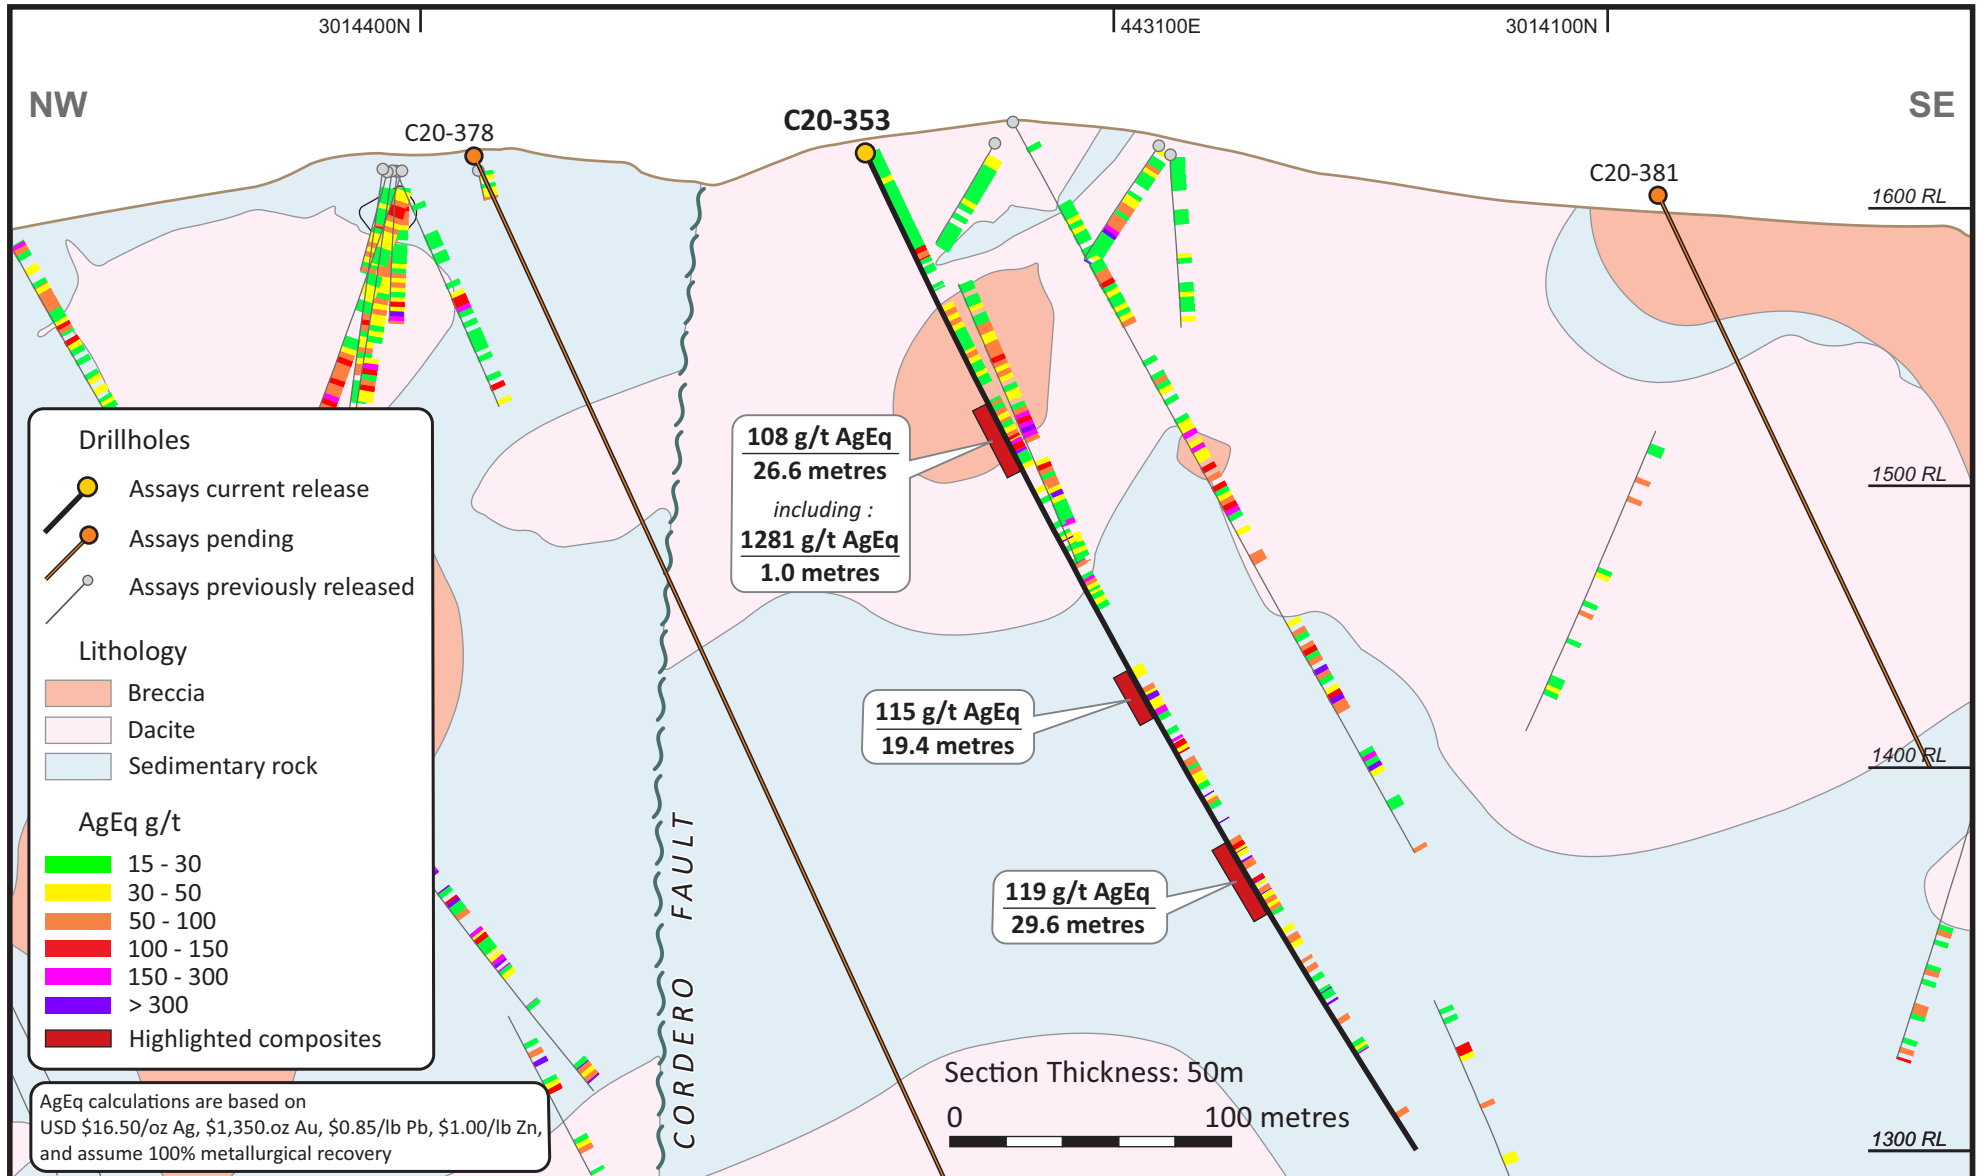 3014400N
443100E
3014100N
NW
SE
C20-378
C20-353
C20-381
1600 RL
1500 RL
1400 RL
1300 RL
108 g/t AgEq
26.6 metres
including :
1281 g/t AgEq
1.0 metres
115 g/t AgEq
19.4 metres
119 g/t AgEq
29.6 metres
CORDERO FAULT
Drillholes
Assays current release
Assays pending
Assays previously released
Lithology
Breccia
Dacite
Sedimentary rock
AgEq g/t
15 - 30
30 - 50
50 - 100
100 - 150
150 - 300
> 300
Highlighted composites
AgEq calculations are based on
USD $16.50/oz Ag, $1,350.oz Au, $0.85/lb Pb, $1.00/lb Zn,
and assume 100% metallurgical recovery
Section Thickness: 50m
0 100 metres